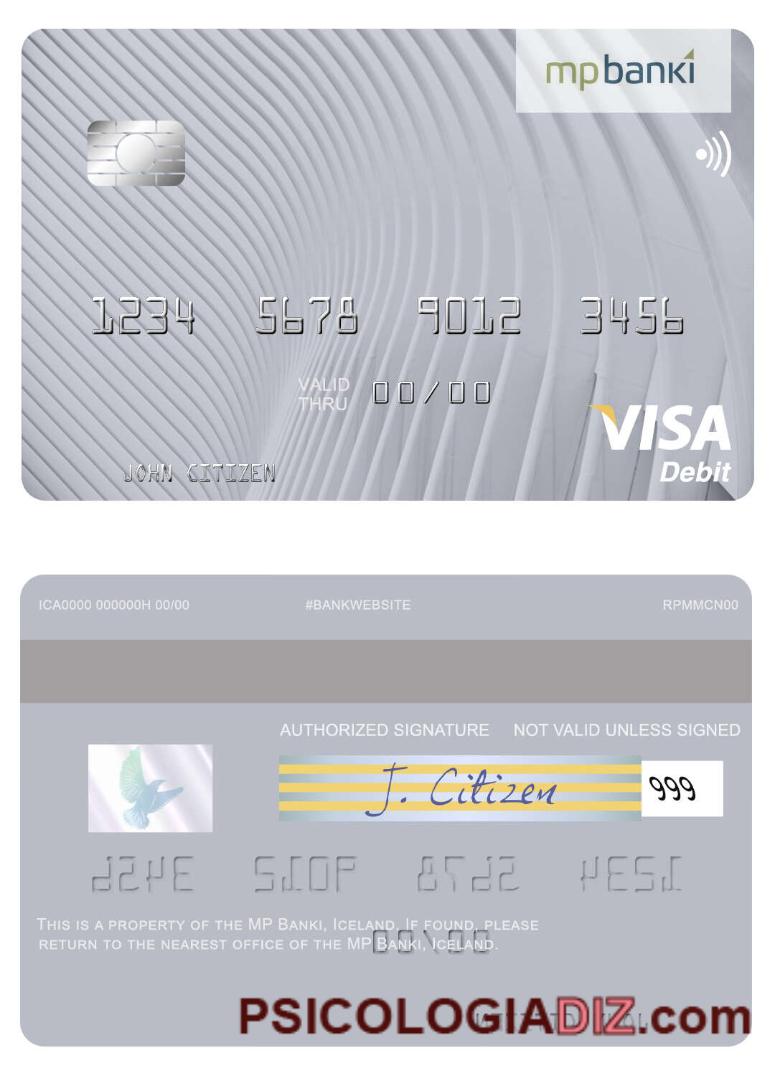 mpbanki
1234 5678 9012 3456
VALID THRU 00/00
VISA
Debit
JOHN CITIZEN
ICA0000 000000H 00/00 #BANKWEBSITE RPMMCN00
AUTHORIZED SIGNATURE NOT VALID UNLESS SIGNED
J. Citizen 999
THIS IS A PROPERTY OF THE MP BANKI, ICELAND. IF FOUND, PLEASE
RETURN TO THE NEAREST OFFICE OF THE MP BANKI, ICELAND.
PSICOLOGIADIZ.com